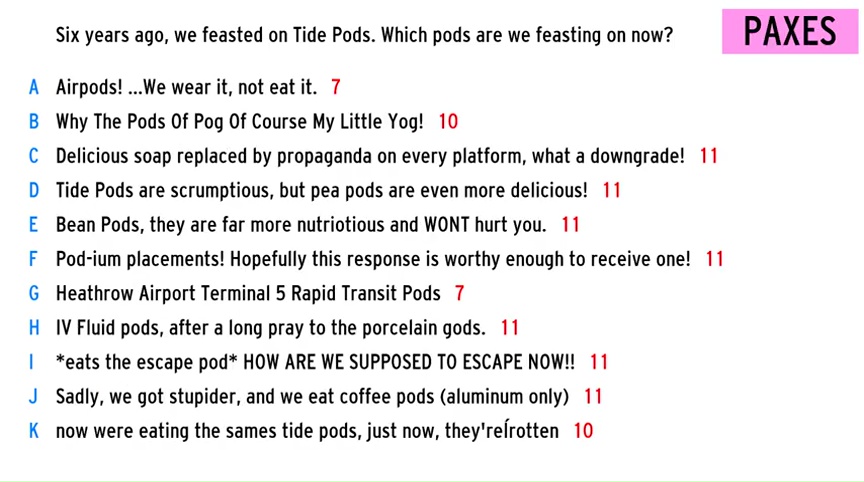 Six years ago, we feasted on Tide Pods. Which pods are we feasting on now?
PAXES
A Airpods! ...We wear it, not eat it. 7
B Why The Pods Of Pog Of Course My Little Yog! 10
C Delicious soap replaced by propaganda on every platform, what a downgrade! 11
D Tide Pods are scrumptious, but pea pods are even more delicious! 11
E Bean Pods, they are far more nutriotious and WONT hurt you. 11
F Pod-ium placements! Hopefully this response is worthy enough to receive one! 11
G Heathrow Airport Terminal 5 Rapid Transit Pods 7
H IV Fluid pods, after a long pray to the porcelain gods. 11
I *eats the escape pod* HOW ARE WE SUPPOSED TO ESCAPE NOW!! 11
J Sadly, we got stupider, and we eat coffee pods (aluminum only) 11
K now were eating the sames tide pods, just now, they'reÍrotten 10